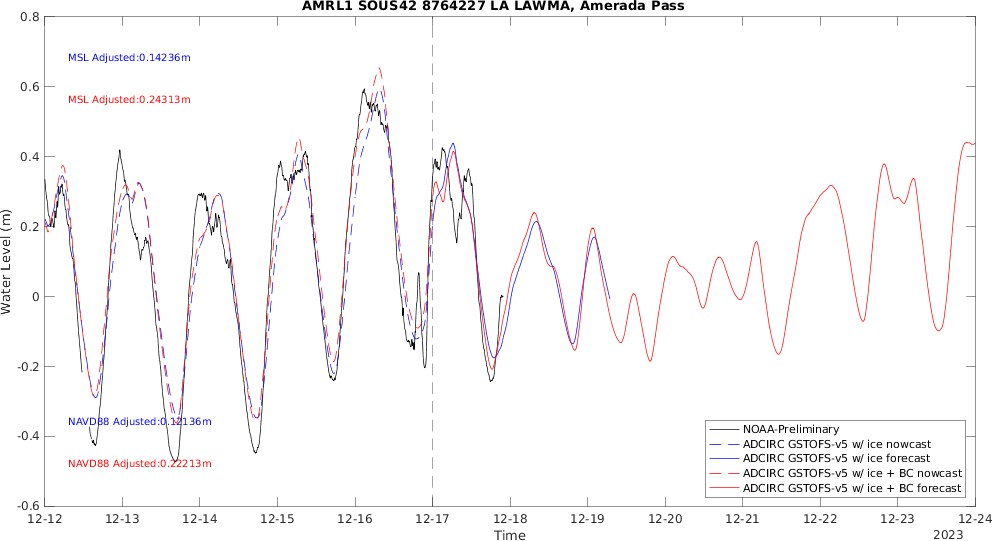 AMRL1 SOUS42 8764227 LA LAWMA, Amerada Pass
0.8
0.6
0.4
0.2
0
-0.2
-0.4
-0.6
Water Level (m)
MSL Adjusted:0.14236m
MSL Adjusted:0.24313m
NAVD88 Adjusted:0.12136m
NAVD88 Adjusted:0.22213m
NOAA-Preliminary
ADCIRC GSTOFS-v5 w/ ice nowcast
ADCIRC GSTOFS-v5 w/ ice forecast
ADCIRC GSTOFS-v5 w/ ice + BC nowcast
ADCIRC GSTOFS-v5 w/ ice + BC forecast
12-12 12-13 12-14 12-15 12-16 12-17 12-18 12-19 12-20 12-21 12-22 12-23 12-24
Time
2023